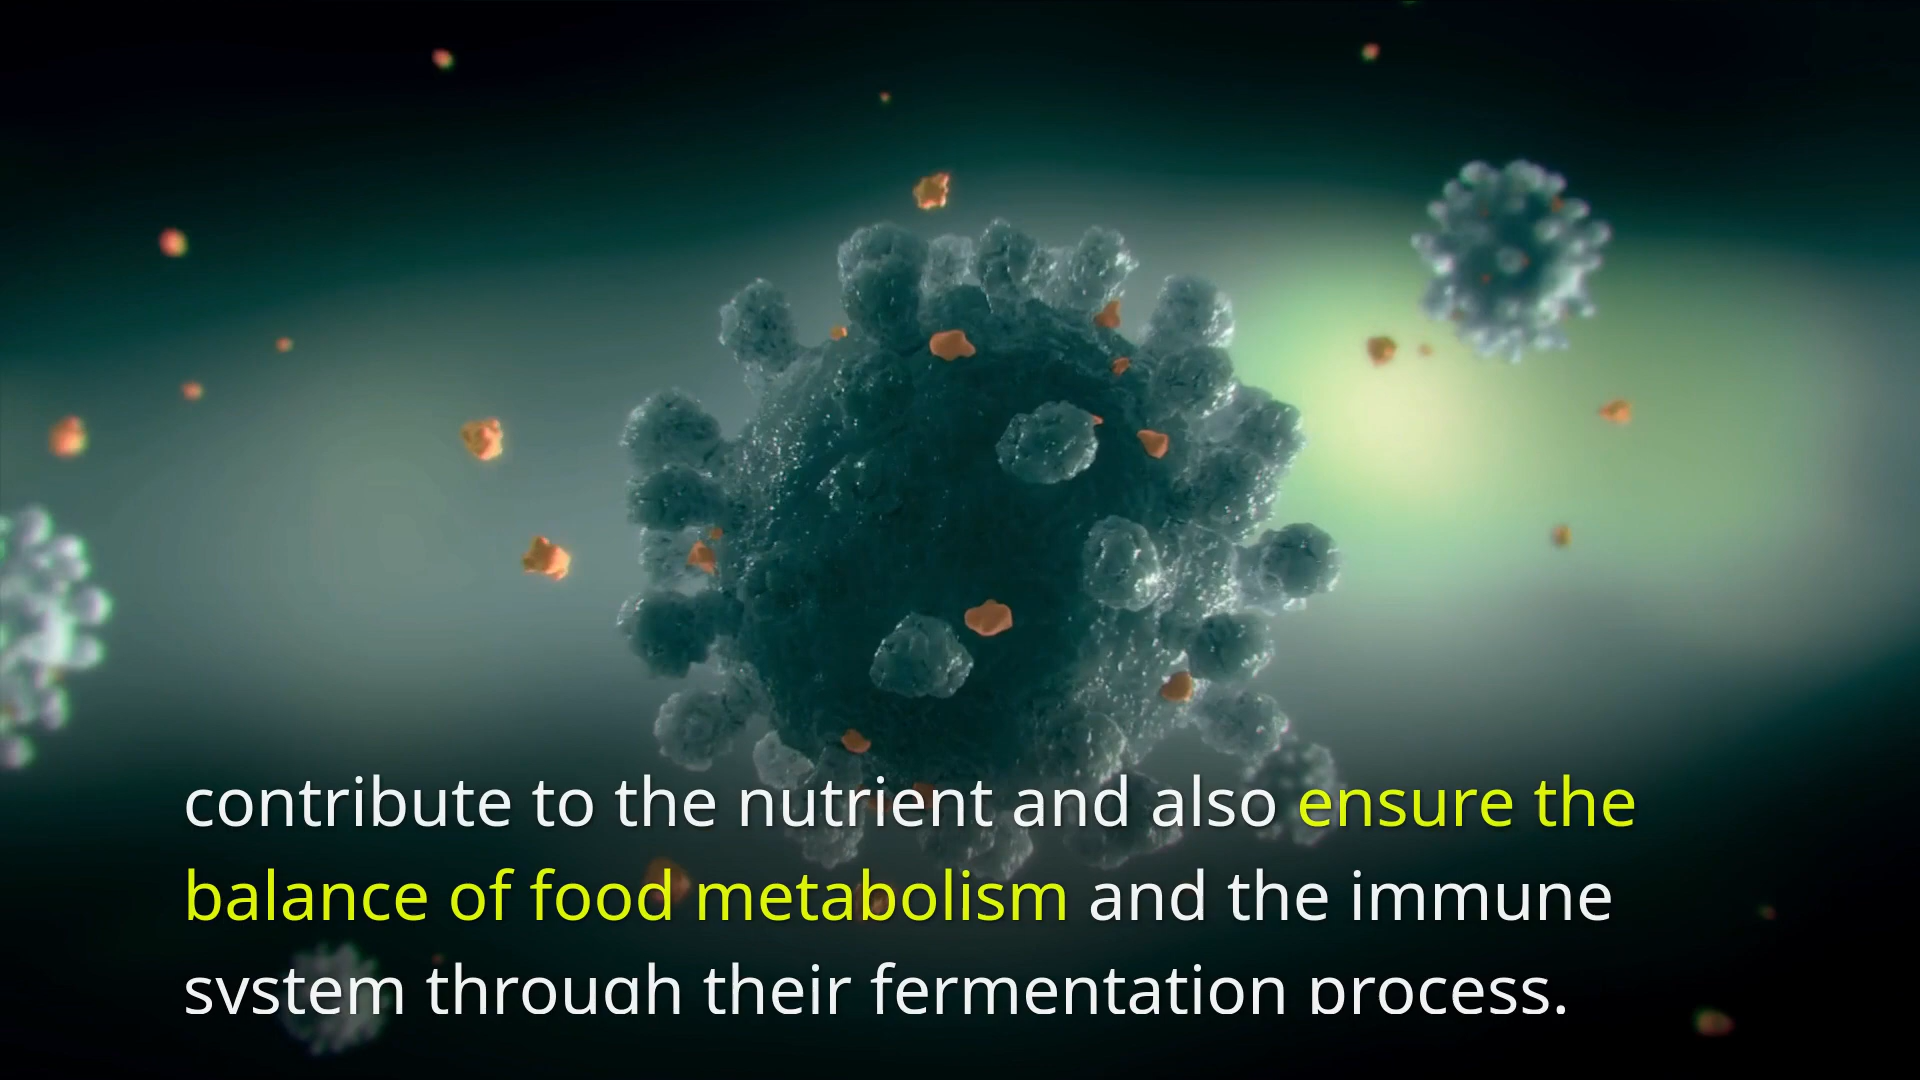 contribute to the nutrient and also ensure the
balance of food metabolism and the immune
system through their fermentation process.